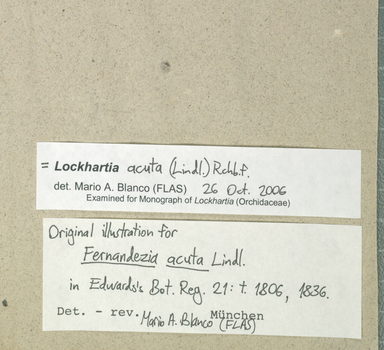 = Lockhartia acuta (Lindl.) Rchb.f.
det. Mario A. Blanco (FLAS) 26 Oct. 2006
Examined for Monograph of Lockhartia (Orchidaceae)
Original illustration for
Fernandezia acuta Lindl.
in Edwards's Bot. Reg. 21: t. 1806, 1836.
Det. - rev. München
Mario A. Blanco (FLAS)